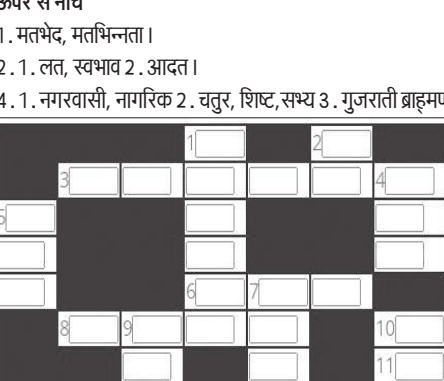 ऊपर से नीचे
1. मतभेद, मतभिन्नता।
2. 1. लत, स्वभाव 2. आदत।
4. 1. नगरवासी, नागरिक 2. चतुर, शिष्ट,सभ्य 3. गुजराती ब्राह्मण
1 2
3 4
5
6 7
8 9 10
11